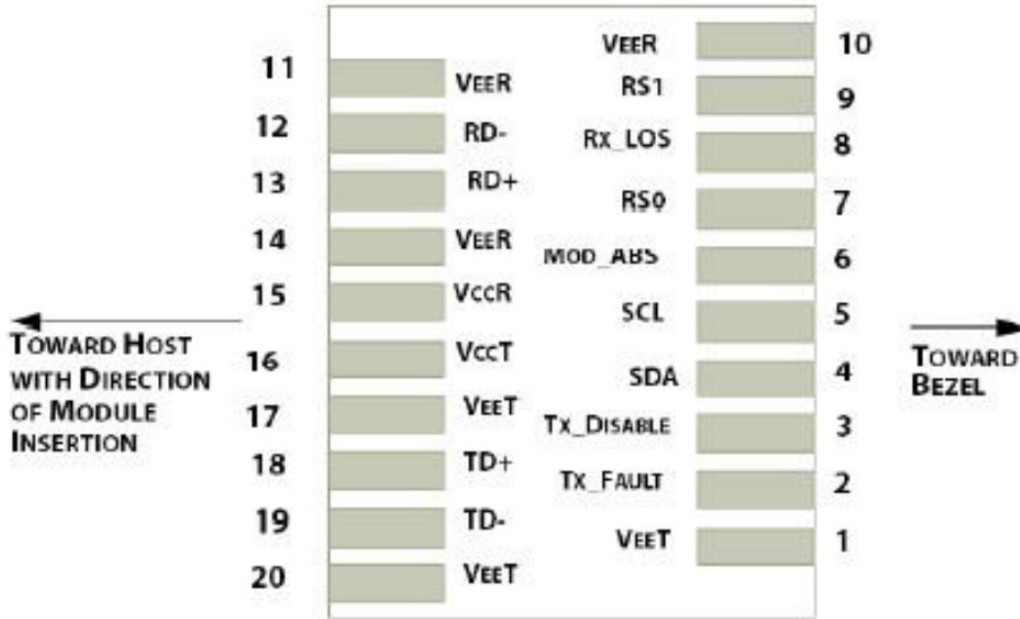 VEER 10
11 VEER
RS1 9
12 RD-
RX_LOS 8
13 RD+
RS0 7
14 VEER
MOD_ABS 6
15 VCCR
SCL 5
TOWARD HOST
WITH DIRECTION
OF MODULE
INSERTION
TOWARD
BEZEL
16 VCCT
SDA 4
17 VEET
TX_DISABLE 3
18 TD+
TX_FAULT 2
19 TD-
VEET 1
20 VEET